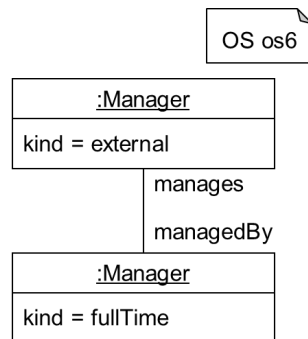 OS os6
:Manager
kind = external
manages
managedBy
:Manager
kind = fullTime